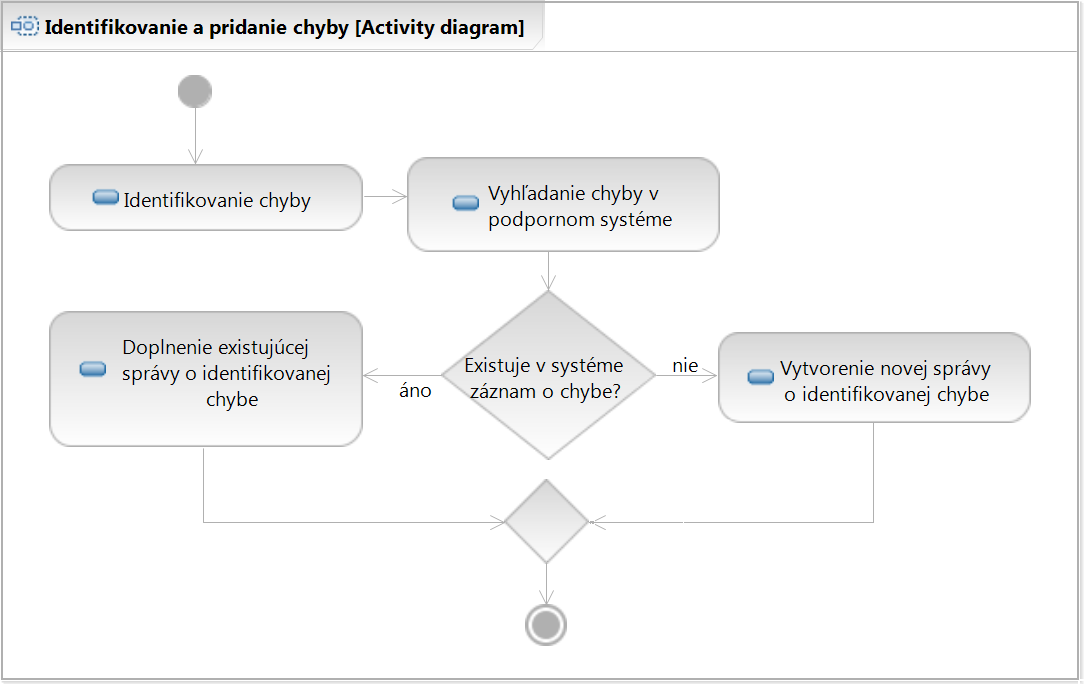 Identifikovanie a pridanie chyby [Activity diagram]
Identifikovanie chyby
Vyhľadanie chyby v
podpornom systéme
Doplnenie existujúcej
správy o identifikovanej
chybe
áno
Existuje v systéme
záznam o chybe?
nie
Vytvorenie novej správy
o identifikovanej chybe